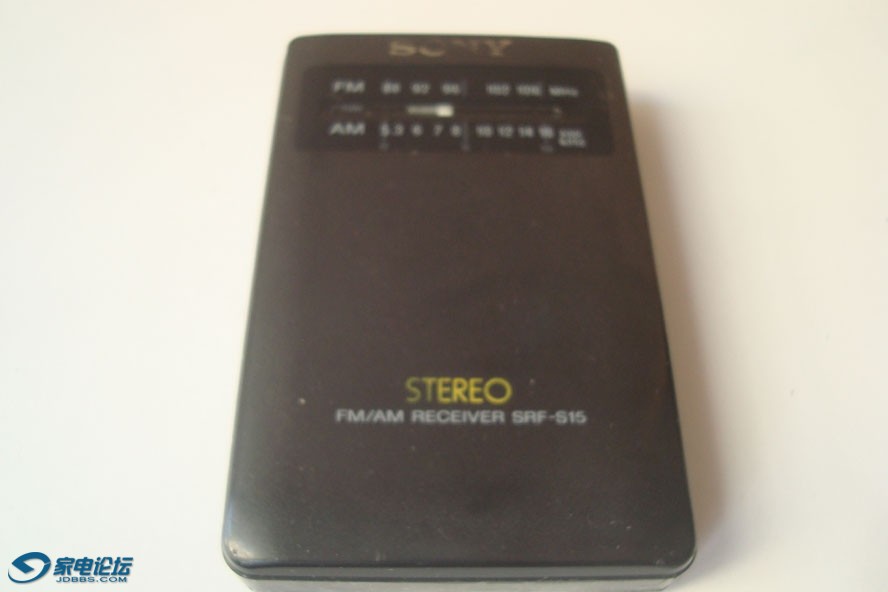 SONY
FM 88 92 96 102 106 MHz
AM 5.3 6 7 8 10 12 14 16
STEREO
FM/AM RECEIVER SRF-S15
家电论坛
JDBBS.COM